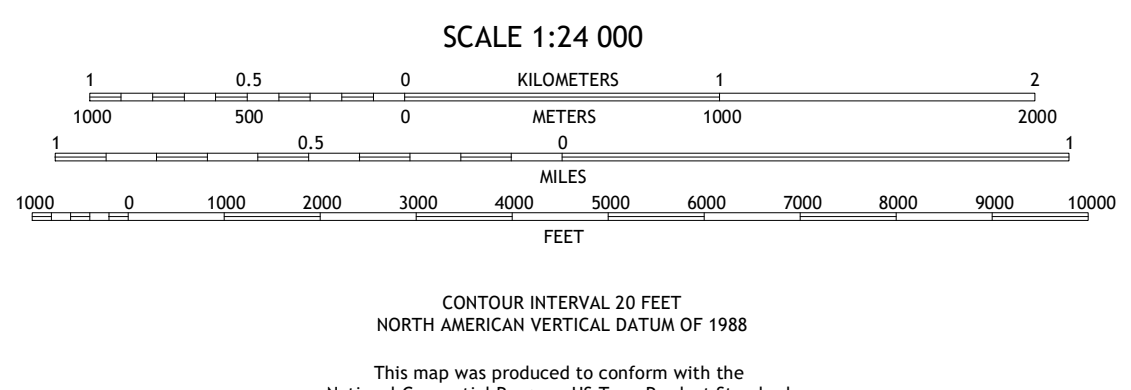 SCALE 1:24 000
1 0.5 0 KILOMETERS 1 2
1000 500 0 METERS 1000 2000
1 0.5 0 1
MILES
1000 0 1000 2000 3000 4000 5000 6000 7000 8000 9000 10000
FEET
CONTOUR INTERVAL 20 FEET
NORTH AMERICAN VERTICAL DATUM OF 1988
This map was produced to conform with the